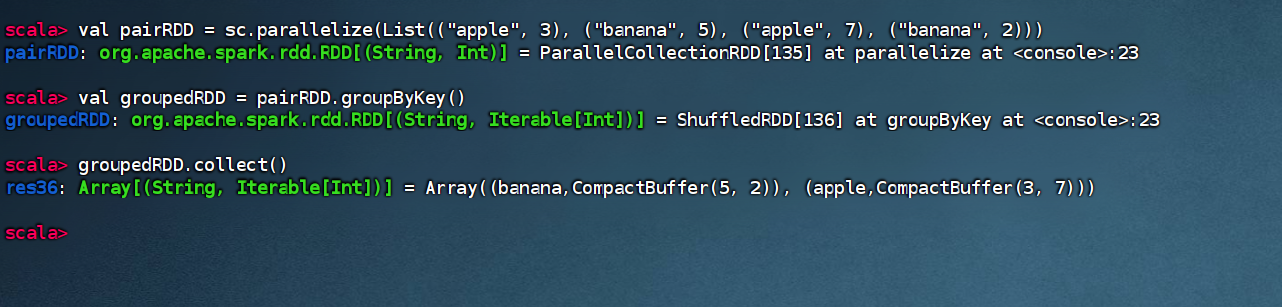 scala> val pairRDD = sc.parallelize(List(("apple", 3), ("banana", 5), ("apple", 7), ("banana", 2)))
pairRDD: org.apache.spark.rdd.RDD[(String, Int)] = ParallelCollectionRDD[135] at parallelize at <console>:23
scala> val groupedRDD = pairRDD.groupByKey()
groupedRDD: org.apache.spark.rdd.RDD[(String, Iterable[Int])] = ShuffledRDD[136] at groupByKey at <console>:23
scala> groupedRDD.collect()
res36: Array[(String, Iterable[Int])] = Array((banana,CompactBuffer(5, 2)), (apple,CompactBuffer(3, 7)))
scala>